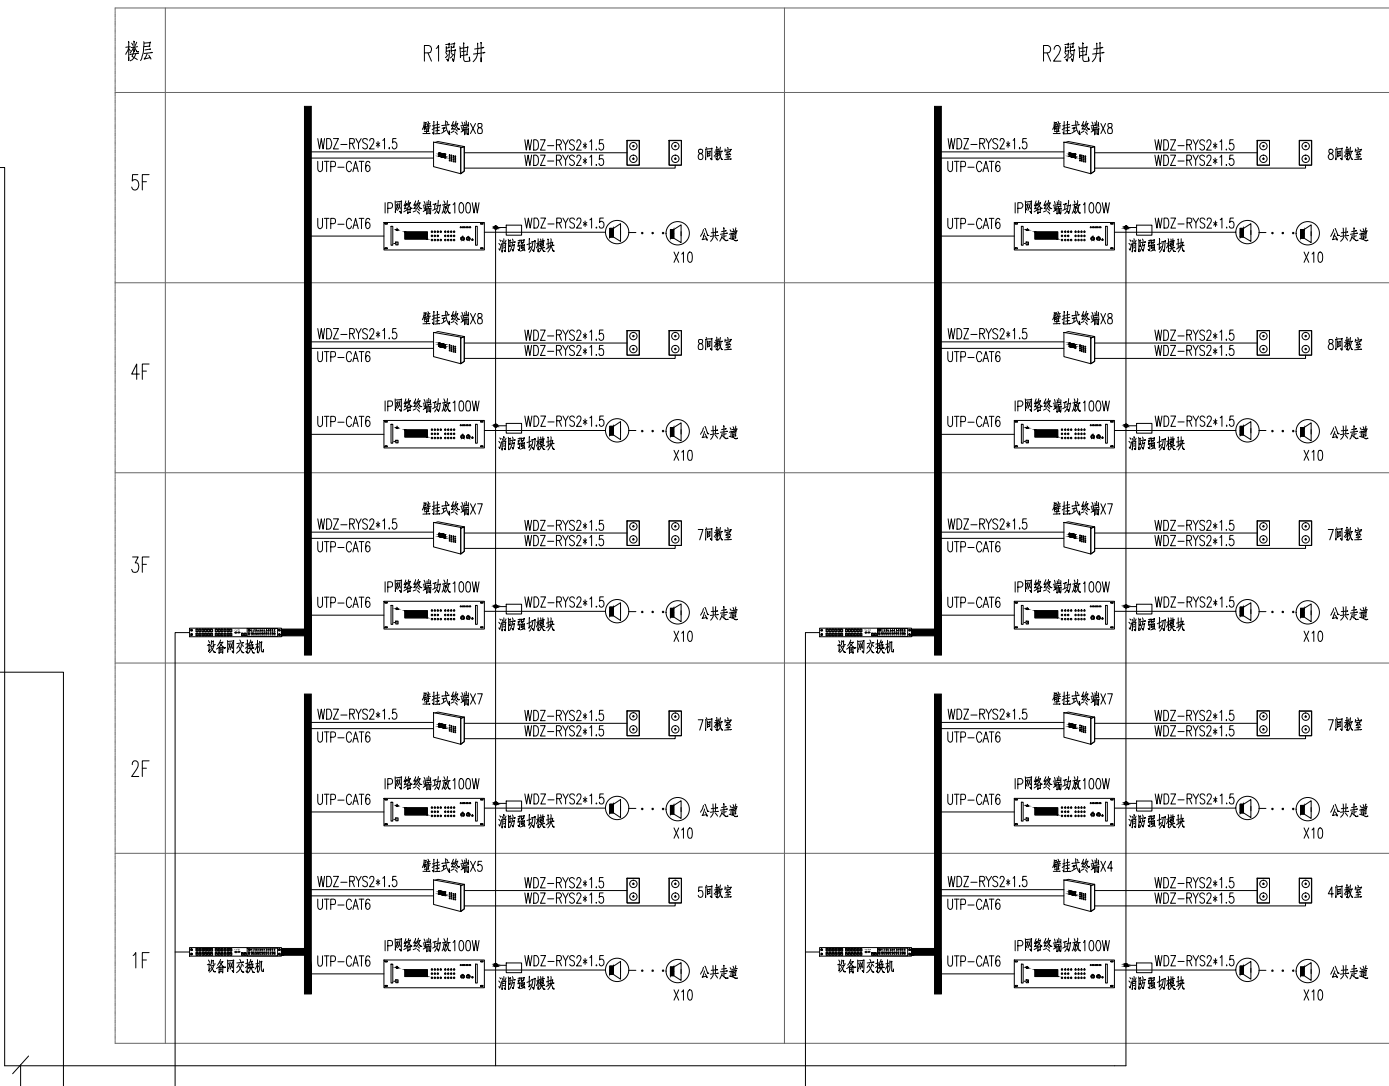 楼层 R1弱电井 R2弱电井
5F
壁挂式终端X8
WDZ-RYS2*1.5
UTP-CAT6
WDZ-RYS2*1.5
WDZ-RYS2*1.5
8间教室
IP网络终端功放100W
UTP-CAT6
WDZ-RYS2*1.5
消防强切模块
公共走道
X10
壁挂式终端X8
WDZ-RYS2*1.5
UTP-CAT6
WDZ-RYS2*1.5
WDZ-RYS2*1.5
8间教室
IP网络终端功放100W
UTP-CAT6
WDZ-RYS2*1.5
消防强切模块
公共走道
X10
4F
壁挂式终端X8
WDZ-RYS2*1.5
UTP-CAT6
WDZ-RYS2*1.5
WDZ-RYS2*1.5
8间教室
IP网络终端功放100W
UTP-CAT6
WDZ-RYS2*1.5
消防强切模块
公共走道
X10
壁挂式终端X8
WDZ-RYS2*1.5
UTP-CAT6
WDZ-RYS2*1.5
WDZ-RYS2*1.5
8间教室
IP网络终端功放100W
UTP-CAT6
WDZ-RYS2*1.5
消防强切模块
公共走道
X10
3F
壁挂式终端X7
WDZ-RYS2*1.5
UTP-CAT6
WDZ-RYS2*1.5
WDZ-RYS2*1.5
7间教室
IP网络终端功放100W
UTP-CAT6
WDZ-RYS2*1.5
消防强切模块
公共走道
X10
设备网交换机
壁挂式终端X7
WDZ-RYS2*1.5
UTP-CAT6
WDZ-RYS2*1.5
WDZ-RYS2*1.5
7间教室
IP网络终端功放100W
UTP-CAT6
WDZ-RYS2*1.5
消防强切模块
公共走道
X10
设备网交换机
2F
壁挂式终端X7
WDZ-RYS2*1.5
UTP-CAT6
WDZ-RYS2*1.5
WDZ-RYS2*1.5
7间教室
IP网络终端功放100W
UTP-CAT6
WDZ-RYS2*1.5
消防强切模块
公共走道
X10
壁挂式终端X7
WDZ-RYS2*1.5
UTP-CAT6
WDZ-RYS2*1.5
WDZ-RYS2*1.5
7间教室
IP网络终端功放100W
UTP-CAT6
WDZ-RYS2*1.5
消防强切模块
公共走道
X10
1F
壁挂式终端X5
WDZ-RYS2*1.5
UTP-CAT6
WDZ-RYS2*1.5
WDZ-RYS2*1.5
5间教室
IP网络终端功放100W
UTP-CAT6
WDZ-RYS2*1.5
消防强切模块
公共走道
X10
设备网交换机
壁挂式终端X4
WDZ-RYS2*1.5
UTP-CAT6
WDZ-RYS2*1.5
WDZ-RYS2*1.5
4间教室
IP网络终端功放100W
UTP-CAT6
WDZ-RYS2*1.5
消防强切模块
公共走道
X10
设备网交换机